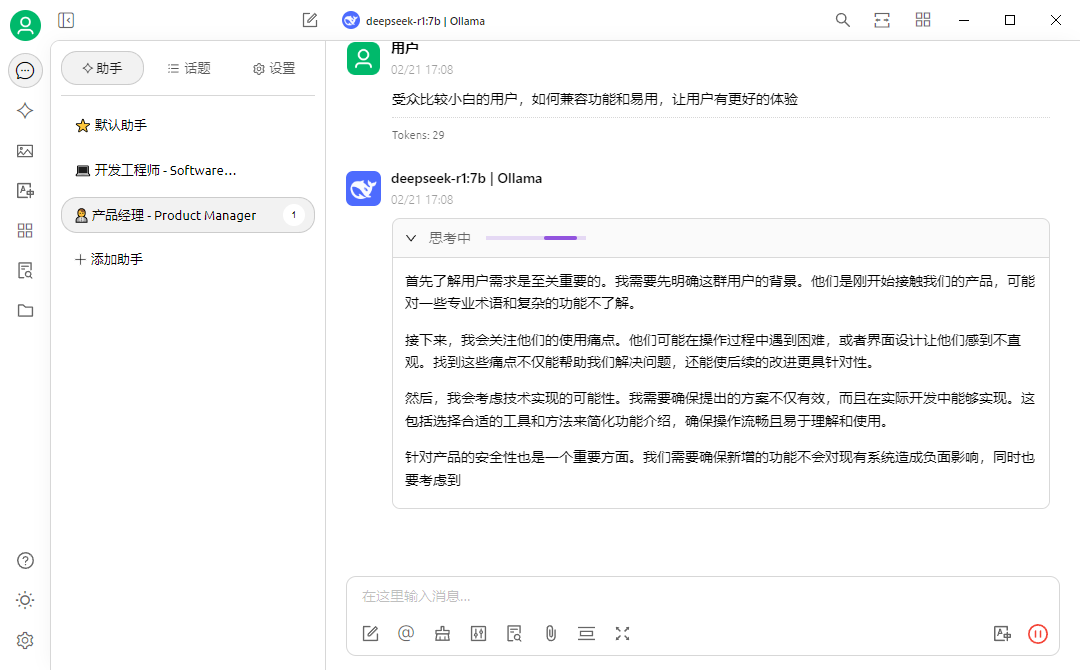 deepseek-r1:7b | Ollama
助手
话题
设置
默认助手
开发工程师 - Software...
产品经理 - Product Manager
1
添加助手
用户
02/21 17:08
受众比较小白的用户，如何兼容功能和易用，让用户有更好的体验
Tokens: 29
deepseek-r1:7b | Ollama
02/21 17:08
思考中
首先了解用户需求是至关重要的。我需要先明确这群用户的背景。他们是刚开始接触我们的产品，可能
对一些专业术语和复杂的功能不了解。
接下来，我会关注他们的使用痛点。他们可能在操作过程中遇到困难，或者界面设计让他们感到不直
观。找到这些痛点不仅能帮助我们解决问题，还能使后续的改进更具针对性。
然后，我会考虑技术实现的可能性。我需要确保提出的方案不仅有效，而且在实际开发中能够实现。这
包括选择合适的工具和方法来简化功能介绍，确保操作流畅且易于理解和使用。
针对产品的安全性也是一个重要方面。我们需要确保新增的功能不会对现有系统造成负面影响，同时也
要考虑到
在这里输入消息...